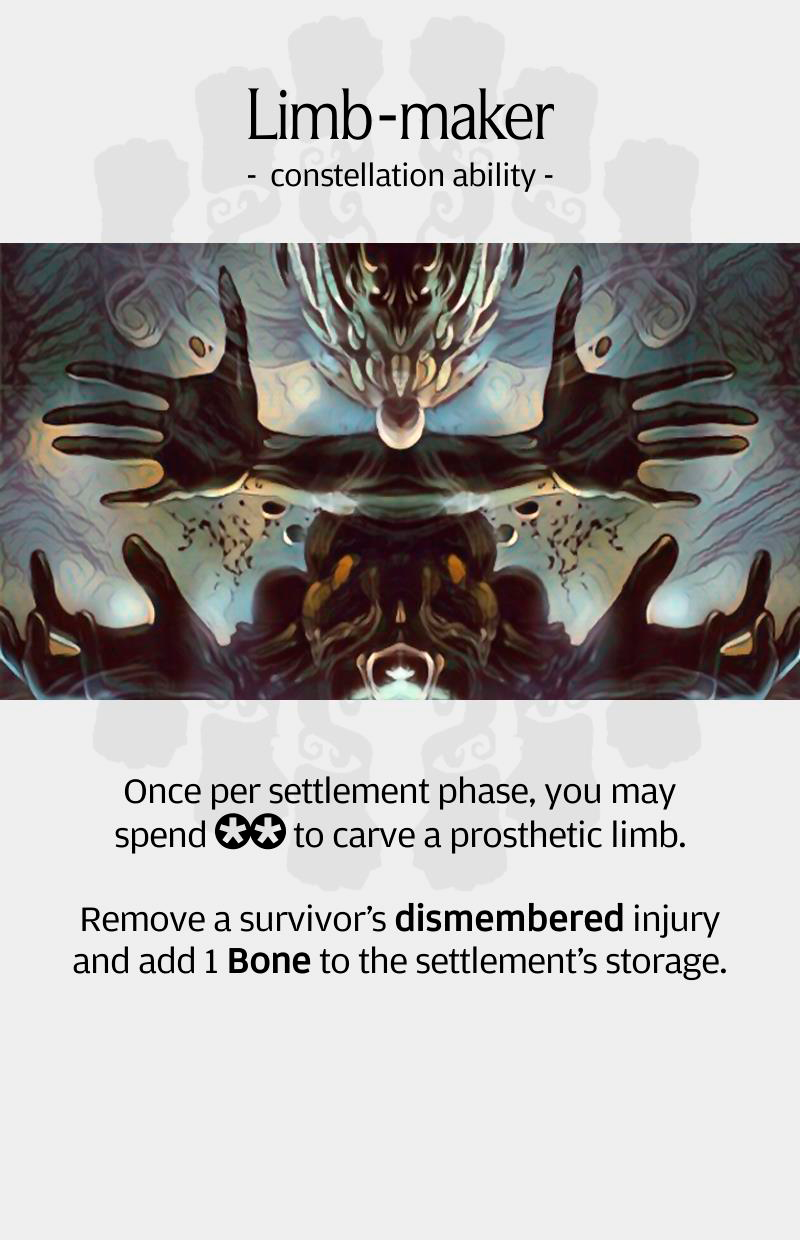 Limb-maker
- constellation ability -
Once per settlement phase, you may
spend ✪✪ to carve a prosthetic limb.
Remove a survivor’s dismembered injury
and add 1 Bone to the settlement’s storage.